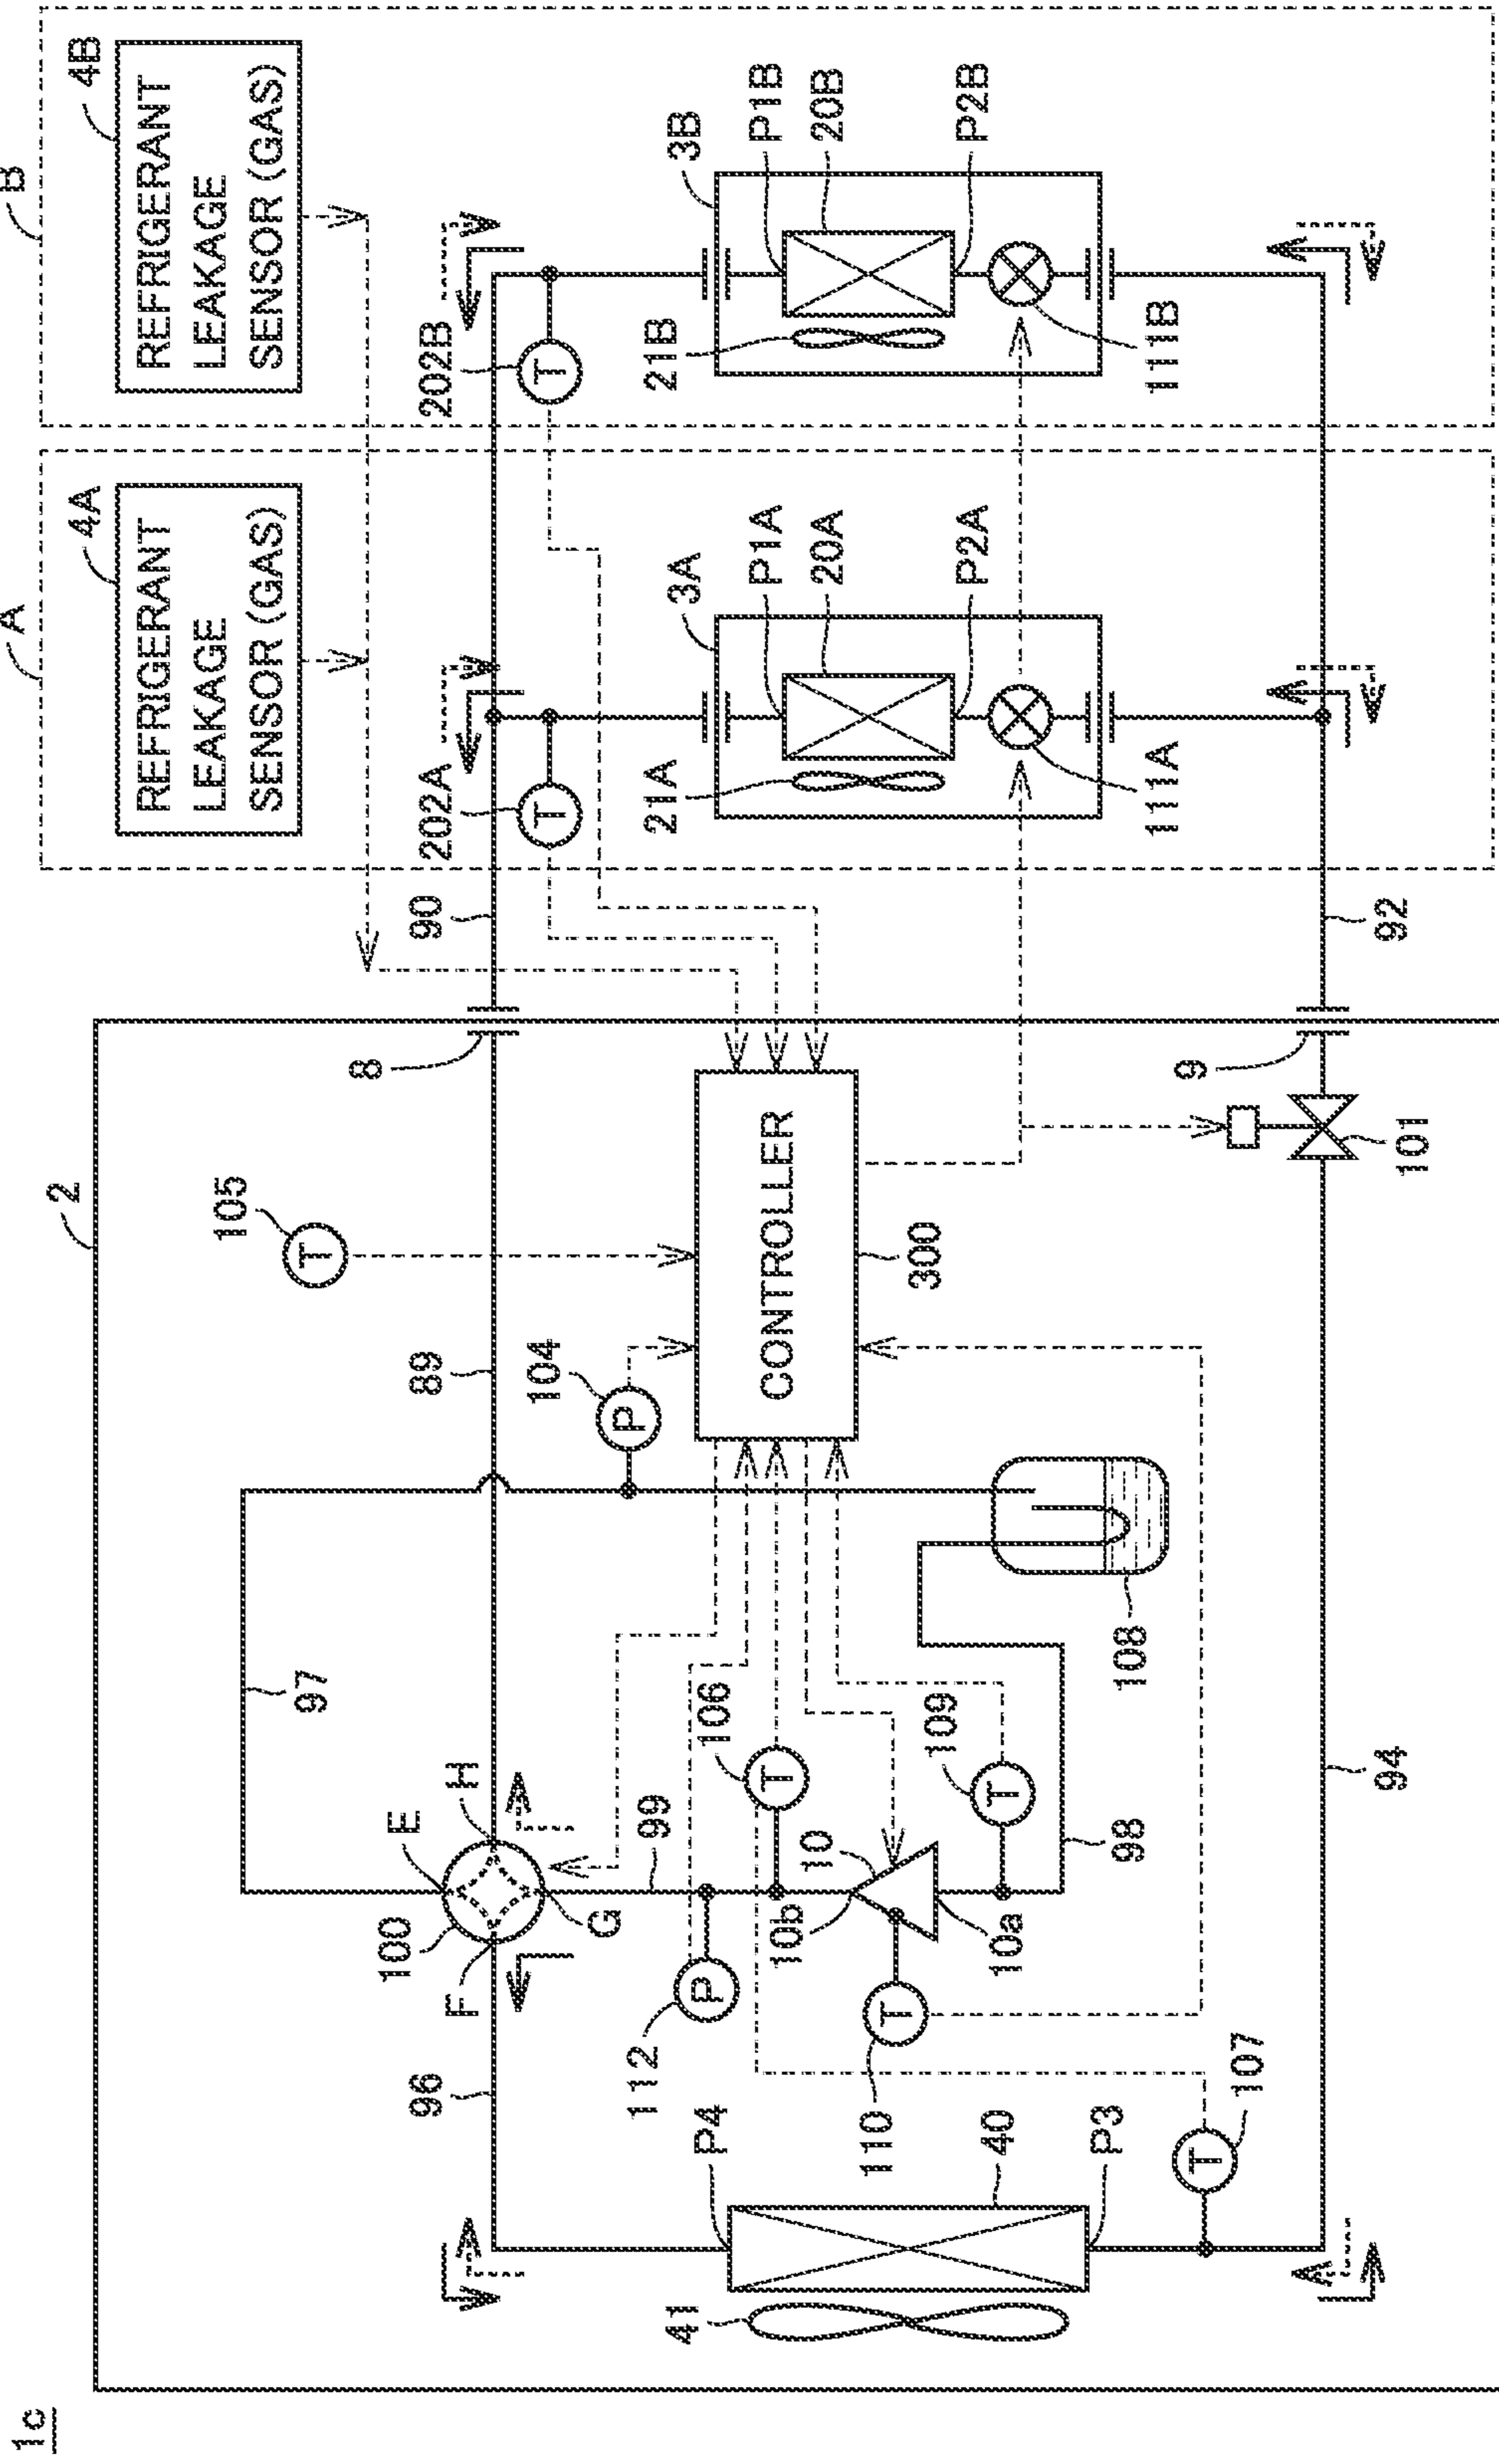 1c
2
A
B
4A
REFRIGERANT
LEAKAGE
SENSOR (GAS)
4B
REFRIGERANT
LEAKAGE
SENSOR (GAS)
105
T
97
8
E
H
100
F
G
96
89
90
202A
T
202B
T
104
P
99
112
P
106
T
10b
10
10a
110
T
109
T
98
108
CONTROLLER
300
3A
P1A
20A
P2A
21A
111A
3B
P1B
20B
P2B
21B
111B
41
P4
40
P3
107
T
94
9
101
92